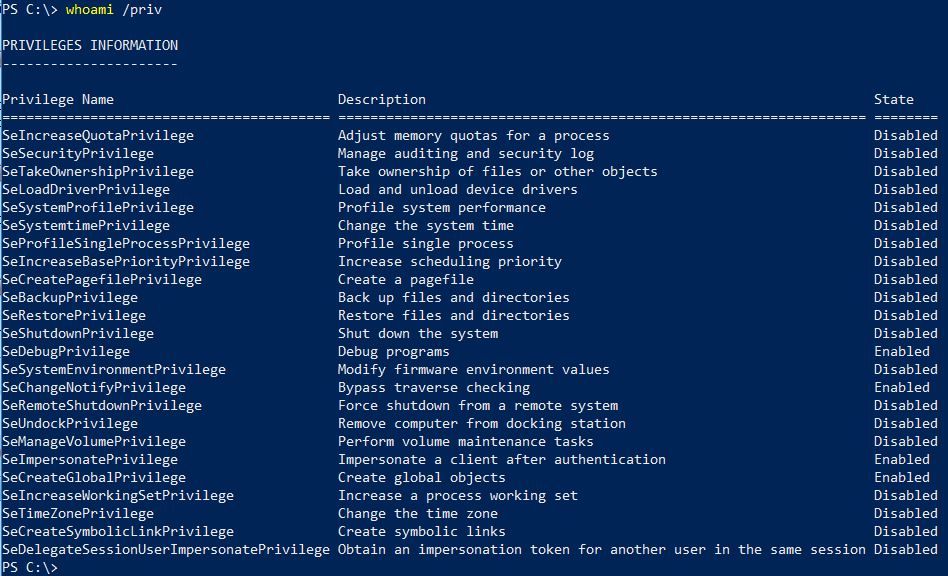 PS C:\> whoami /priv
PRIVILEGES INFORMATION
----------------------
Privilege Name Description State
========================================= ================================================================== ========
SeIncreaseQuotaPrivilege Adjust memory quotas for a process Disabled
SeSecurityPrivilege Manage auditing and security log Disabled
SeTakeOwnershipPrivilege Take ownership of files or other objects Disabled
SeLoadDriverPrivilege Load and unload device drivers Disabled
SeSystemProfilePrivilege Profile system performance Disabled
SeSystemtimePrivilege Change the system time Disabled
SeProfileSingleProcessPrivilege Profile single process Disabled
SeIncreaseBasePriorityPrivilege Increase scheduling priority Disabled
SeCreatePagefilePrivilege Create a pagefile Disabled
SeBackupPrivilege Back up files and directories Disabled
SeRestorePrivilege Restore files and directories Disabled
SeShutdownPrivilege Shut down the system Disabled
SeDebugPrivilege Debug programs Enabled
SeSystemEnvironmentPrivilege Modify firmware environment values Disabled
SeChangeNotifyPrivilege Bypass traverse checking Enabled
SeRemoteShutdownPrivilege Force shutdown from a remote system Disabled
SeUndockPrivilege Remove computer from docking station Disabled
SeManageVolumePrivilege Perform volume maintenance tasks Disabled
SeImpersonatePrivilege Impersonate a client after authentication Enabled
SeCreateGlobalPrivilege Create global objects Enabled
SeIncreaseWorkingSetPrivilege Increase a process working set Disabled
SeTimeZonePrivilege Change the time zone Disabled
SeCreateSymbolicLinkPrivilege Create symbolic links Disabled
SeDelegateSessionUserImpersonatePrivilege Obtain an impersonation token for another user in the same session Disabled
PS C:\>